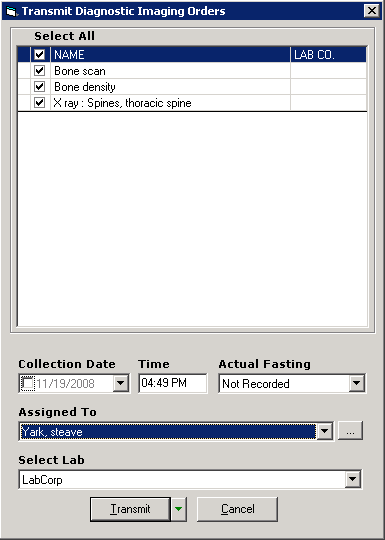 Transmit Diagnostic Imaging Orders
Select All
NAME LAB CO.
Bone scan
Bone density
X ray : Spines, thoracic spine
Collection Date Time Actual Fasting
11/19/2008 04:49 PM Not Recorded
Assigned To
Yark, steave ...
Select Lab
LabCorp
Transmit Cancel